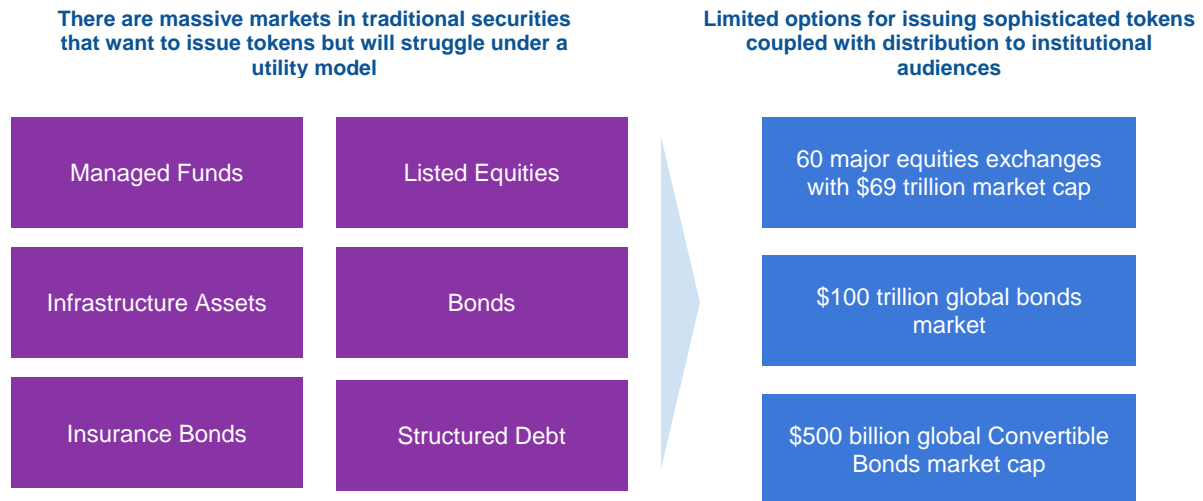 There are massive markets in traditional securities
that want to issue tokens but will struggle under a
utility model
Limited options for issuing sophisticated tokens
coupled with distribution to institutional
audiences
Managed Funds
Listed Equities
60 major equities exchanges
with $69 trillion market cap
Infrastructure Assets
Bonds
$100 trillion global bonds
market
Insurance Bonds
Structured Debt
$500 billion global Convertible
Bonds market cap